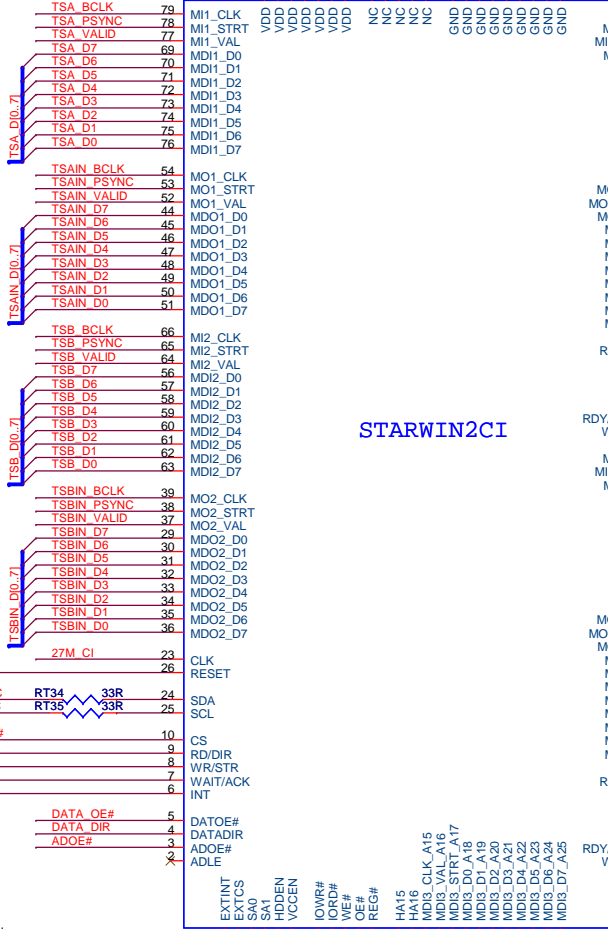 TSA_BCLK 79 MI1_CLK
TSA_PSYNC 78 MI1_STRT
TSA_VALID 77 MI1_VAL
TSA_D7 69 MDI1_D0
TSA_D6 70 MDI1_D1
TSA_D5 71 MDI1_D2
TSA_D4 72 MDI1_D3
TSA_D3 73 MDI1_D4
TSA_D2 74 MDI1_D5
TSA_D1 75 MDI1_D6
TSA_D0 76 MDI1_D7
TSA_D[0..7]
VDD VDD VDD VDD VDD VDD VDD NC NC NC NC GND GND GND GND GND GND GND GND GND
TSAIN_BCLK 54 MO1_CLK
TSAIN_PSYNC 53 MO1_STRT
TSAIN_VALID 52 MO1_VAL
TSAIN_D7 44 MDO1_D0
TSAIN_D6 45 MDO1_D1
TSAIN_D5 46 MDO1_D2
TSAIN_D4 47 MDO1_D3
TSAIN_D3 48 MDO1_D4
TSAIN_D2 49 MDO1_D5
TSAIN_D1 50 MDO1_D6
TSAIN_D0 51 MDO1_D7
TSAIN_D[0..7]
TSB_BCLK 66 MI2_CLK
TSB_PSYNC 65 MI2_STRT
TSB_VALID 64 MI2_VAL
TSB_D7 56 MDI2_D0
TSB_D6 57 MDI2_D1
TSB_D5 58 MDI2_D2
TSB_D4 59 MDI2_D3
TSB_D3 60 MDI2_D4
TSB_D2 61 MDI2_D5
TSB_D1 62 MDI2_D6
TSB_D0 63 MDI2_D7
TSB_D[0..7]
STARWIN2CI
TSBIN_BCLK 39 MO2_CLK
TSBIN_PSYNC 38 MO2_STRT
TSBIN_VALID 37 MO2_VAL
TSBIN_D7 29 MDO2_D0
TSBIN_D6 30 MDO2_D1
TSBIN_D5 31 MDO2_D2
TSBIN_D4 32 MDO2_D3
TSBIN_D3 33 MDO2_D4
TSBIN_D2 34 MDO2_D5
TSBIN_D1 35 MDO2_D6
TSBIN_D0 36 MDO2_D7
TSBIN_D[0..7]
27M_CI 23 CLK
26 RESET
RT34 33R 24 SDA
RT35 33R 25 SCL
10 CS
9 RD/DIR
8 WR/STR
7 WAIT/ACK
6 INT
DATA_OE# 5 DATOE#
DATA_DIR 4 DATADIR
ADOE# 3 ADOE#
2 ADLE
EXTINT
EXTCS
SA0
SA1
HDDEN
VCCEN
IOWR#
IORD#
WE#
OE#
REG#
HA15
HA16
MDI3_CLK_A15
MDI3_VAL_A16
MDI3_STRT_A17
MDI3_D0_A18
MDI3_D1_A19
MDI3_D2_A20
MDI3_D3_A21
MDI3_D4_A22
MDI3_D5_A23
MDI3_D6_A24
MDI3_D7_A25